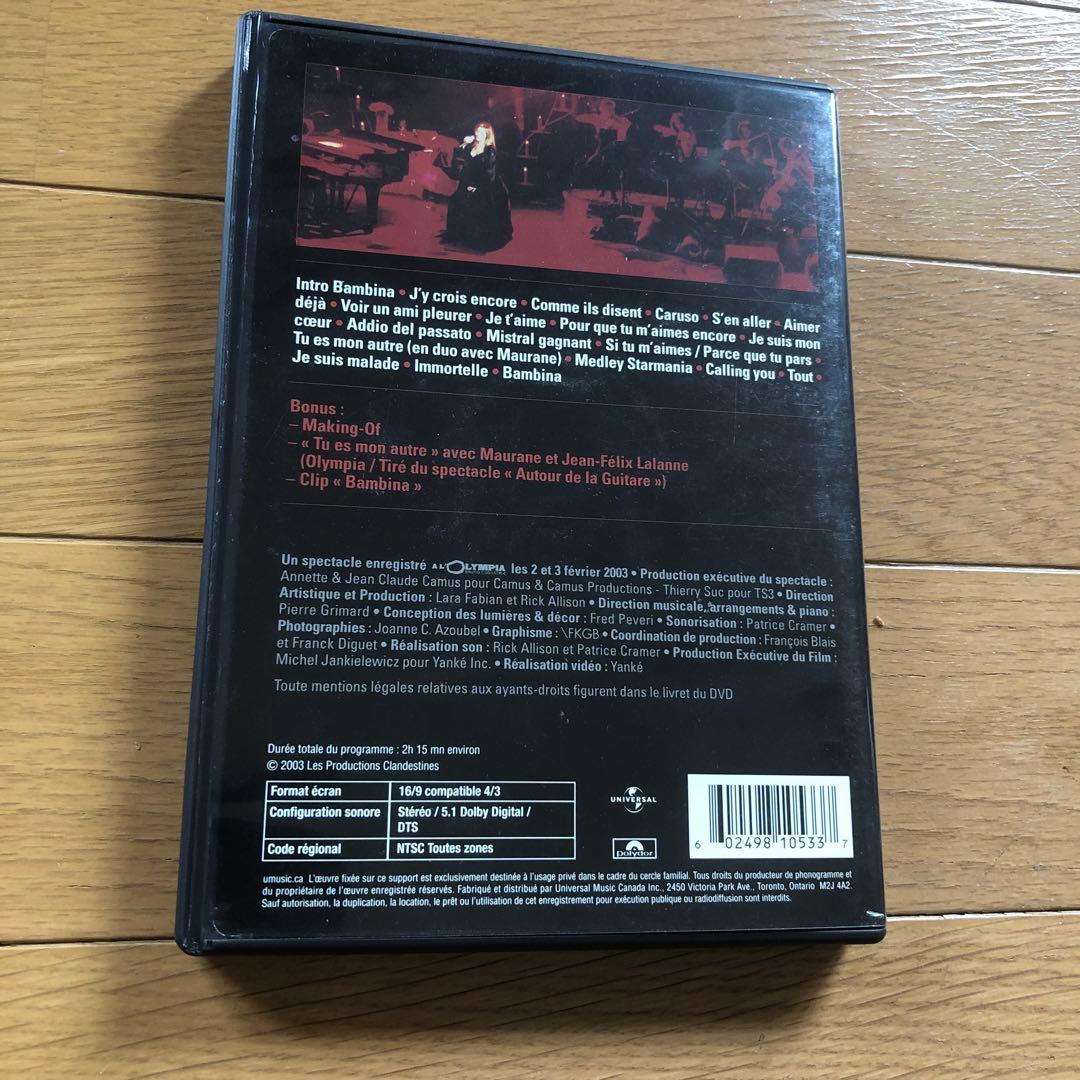 Intro Bambina • J'y crois encore • Comme ils disent • Caruso • S'en aller • Aimer
déjà • Voir un ami pleurer • Je t'aime • Pour que tu m'aimes encore • Je suis mon
cœur • Addio del passato • Mistral gagnant • Si tu m'aimes / Parce que tu pars •
Tu es mon autre (en duo avec Maurane) • Medley Starmania • Calling you • Tout •
Je suis malade • Immortelle • Bambina
Bonus :
– Making-Of
– « Tu es mon autre » avec Maurane et Jean-Félix Lalanne
(Olympia / Tiré du spectacle « Autour de la Guitare »)
– Clip « Bambina »
Un spectacle enregistré A L'OLYMPIA les 2 et 3 février 2003 • Production exécutive du spectacle :
Annette & Jean Claude Camus pour Camus & Camus Productions - Thierry Suc pour TS3 • Direction
Artistique et Production : Lara Fabian et Rick Allison • Direction musicale, arrangements & piano :
Pierre Grimard • Conception des lumières & décor : Fred Peveri • Sonorisation : Patrice Cramer •
Photographies : Joanne C. Azoubel • Graphisme : \FKGB • Coordination de production : François Blais
et Franck Diguet • Réalisation son : Rick Allison et Patrice Cramer • Production Exécutive du Film :
Michel Jankielewicz pour Yanké Inc. • Réalisation vidéo : Yanké
Toute mentions légales relatives aux ayants-droits figurent dans le livret du DVD
Durée totale du programme : 2h 15 mn environ
© 2003 Les Productions Clandestines
Format écran 16/9 compatible 4/3
Configuration sonore Stéréo / 5.1 Dolby Digital /
DTS
Code régional NTSC Toutes zones
UNIVERSAL
polydor
6 02498 10533 7
umusic.ca L'œuvre fixée sur ce support est exclusivement destinée à l'usage privé dans le cadre du cercle familial. Tous droits du producteur de phonogramme et
du propriétaire de l'œuvre enregistrée réservés. Fabriqué et distribué par Universal Music Canada Inc., 2450 Victoria Park Ave., Toronto, Ontario M2J 4A2.
Sauf autorisation, la duplication, la location, le prêt ou l'utilisation de cet enregistrement pour exécution publique ou radiodiffusion sont interdits.